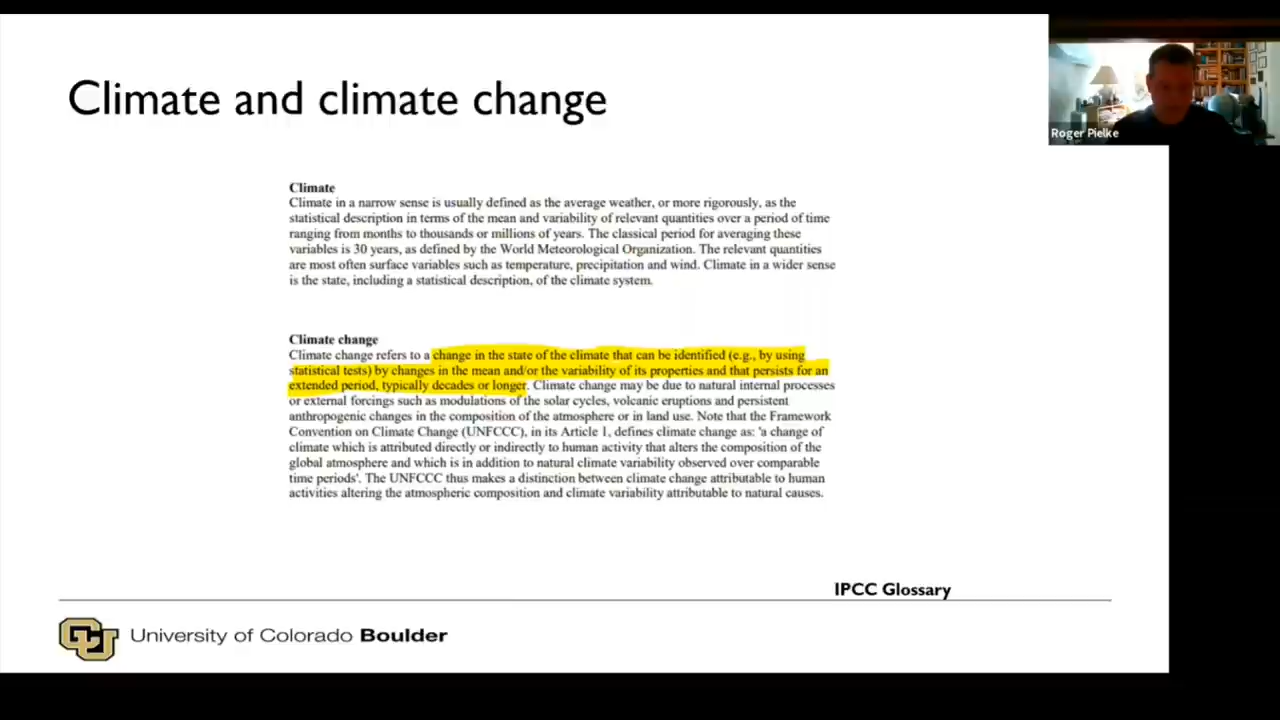 Climate and climate change
Roger Pielke
Climate
Climate in a narrow sense is usually defined as the average weather, or more rigorously, as the
statistical description in terms of the mean and variability of relevant quantities over a period of time
ranging from months to thousands or millions of years. The classical period for averaging these
variables is 30 years, as defined by the World Meteorological Organization. The relevant quantities
are most often surface variables such as temperature, precipitation and wind. Climate in a wider sense
is the state, including a statistical description, of the climate system.
Climate change
Climate change refers to a change in the state of the climate that can be identified (e.g., by using
statistical tests) by changes in the mean and/or the variability of its properties and that persists for an
extended period, typically decades or longer. Climate change may be due to natural internal processes
or external forcings such as modulations of the solar cycles, volcanic eruptions and persistent
anthropogenic changes in the composition of the atmosphere or in land use. Note that the Framework
Convention on Climate Change (UNFCCC), in its Article 1, defines climate change as: 'a change of
climate which is attributed directly or indirectly to human activity that alters the composition of the
global atmosphere and which is in addition to natural climate variability observed over comparable
time periods'. The UNFCCC thus makes a distinction between climate change attributable to human
activities altering the atmospheric composition and climate variability attributable to natural causes.
IPCC Glossary
CU University of Colorado Boulder